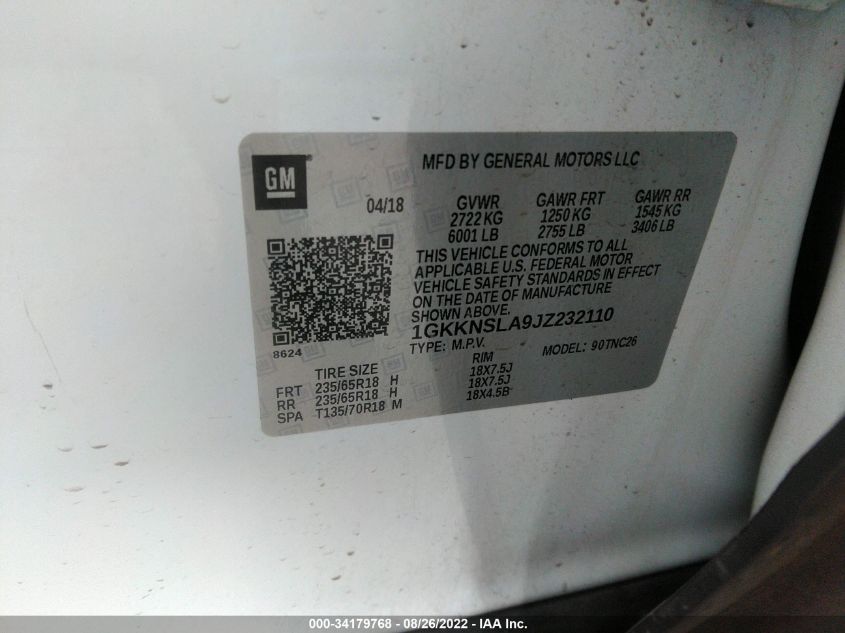 MFD BY GENERAL MOTORS LLC
GM
04/18
GVWR GAWR FRT GAWR RR
2722 KG 1250 KG 1545 KG
6001 LB 2755 LB 3406 LB
THIS VEHICLE CONFORMS TO ALL
APPLICABLE U.S. FEDERAL MOTOR
VEHICLE SAFETY STANDARDS IN EFFECT
ON THE DATE OF MANUFACTURE
SHOWN ABOVE.
1GKKNSLA9JZ232110
8624
TYPE: M.P.V. MODEL: 90TNC26
TIRE SIZE RIM
FRT 235/65R18 H 18X7.5J
RR 235/65R18 H 18X7.5J
SPA T135/70R18 M 18X4.5B
000-34179768 - 08/26/2022 - IAA Inc.